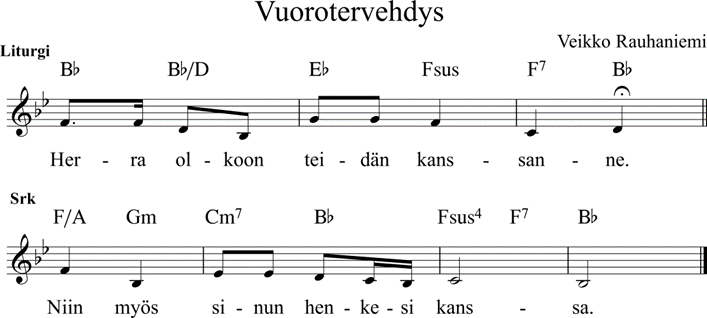 Vuorotervehdys
Veikko Rauhaniemi
Liturgi
B♭ B♭/D E♭ Fsus F7 B♭
Her - ra ol - koon tei - dän kans - san - ne.
Srk
F/A Gm Cm7 B♭ Fsus4 F7 B♭
Niin myös si - nun hen - ke - si kans - sa.